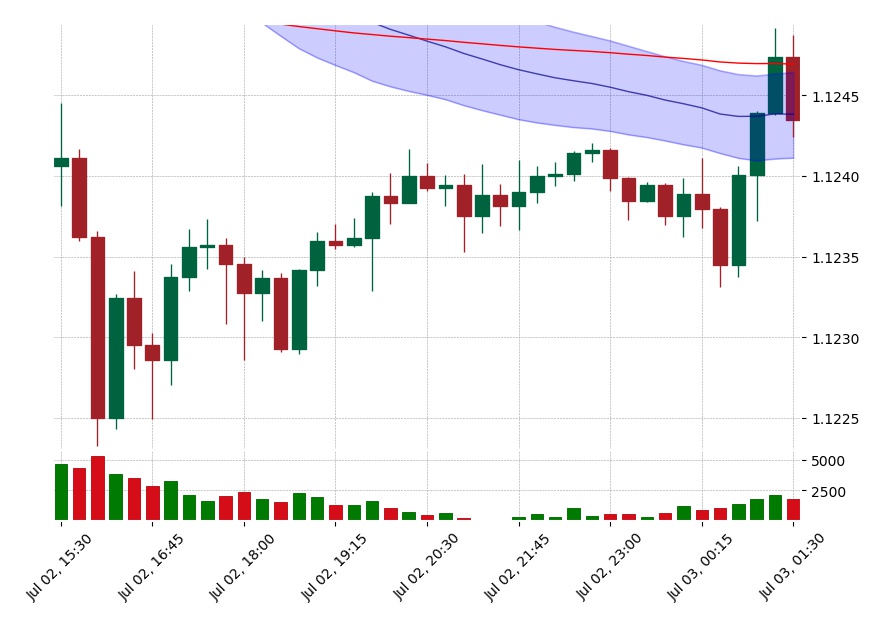 1.1245
1.1240
1.1235
1.1230
1.1225
5000
2500
Jul 02, 15:30
Jul 02, 16:45
Jul 02, 18:00
Jul 02, 19:15
Jul 02, 20:30
Jul 02, 21:45
Jul 02, 23:00
Jul 03, 00:15
Jul 03, 01:30